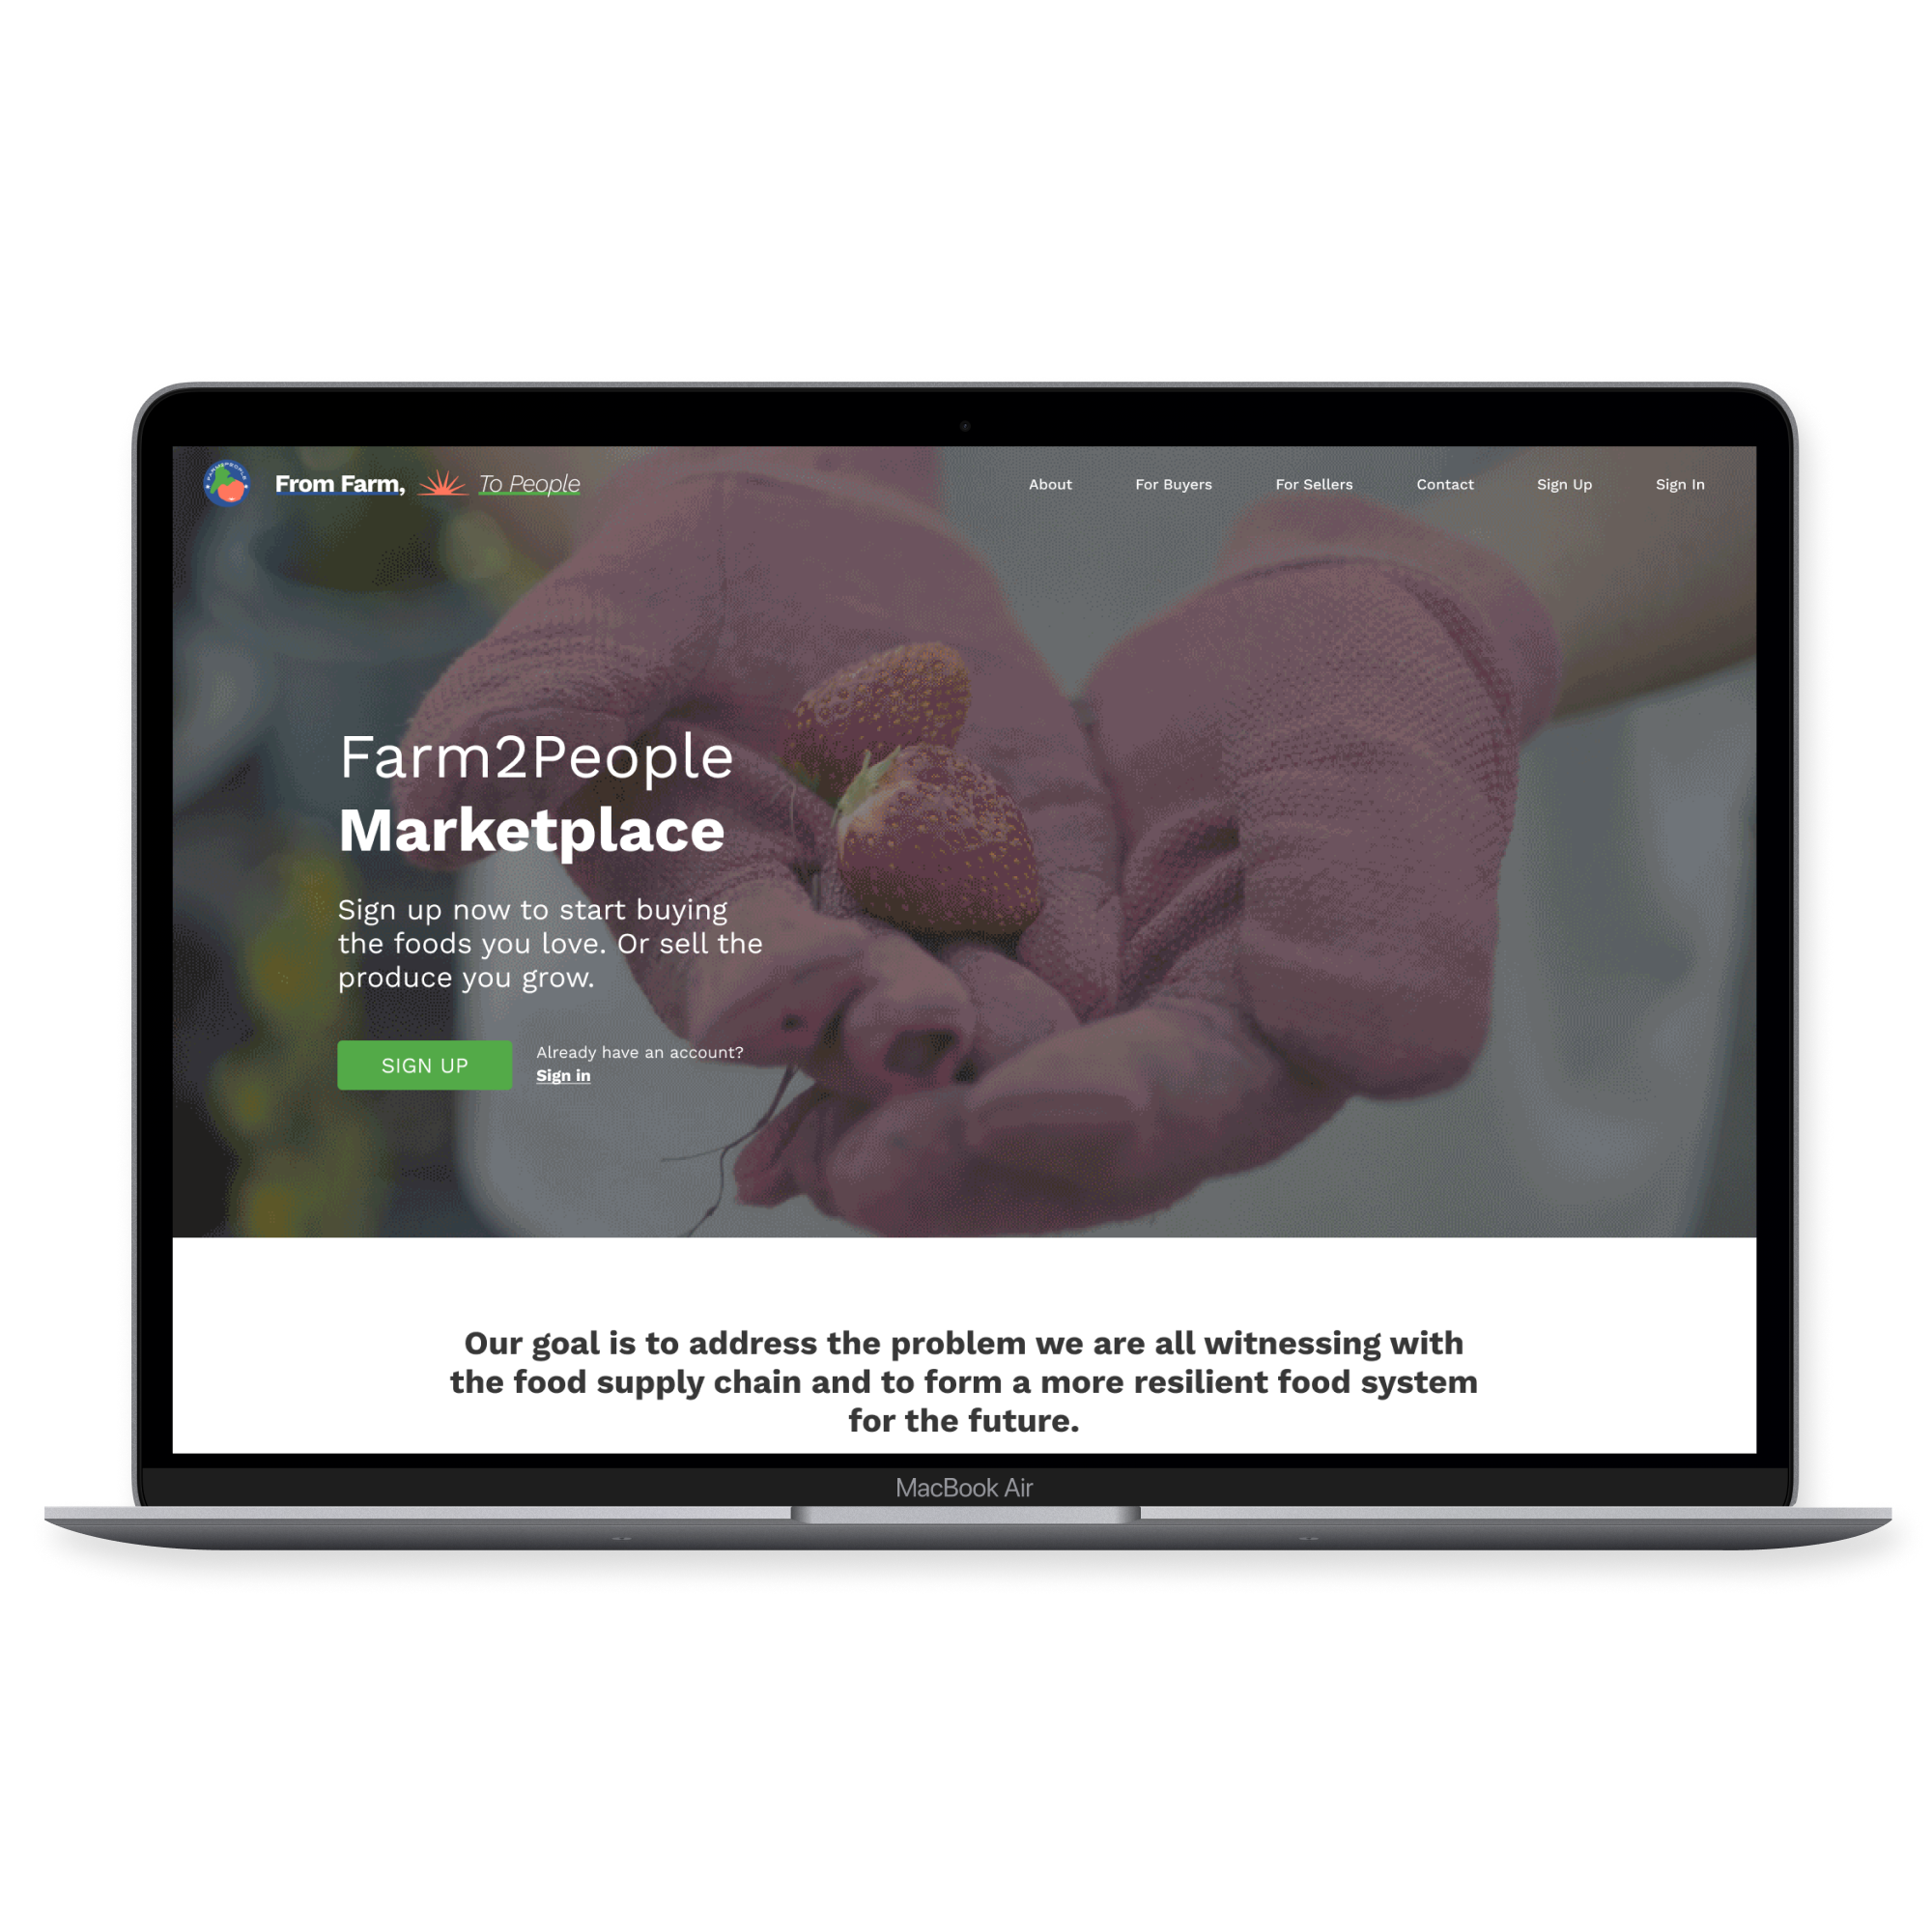 FARM2PEOPLE
From Farm, To People
About For Buyers For Sellers Contact Sign Up Sign In
Farm2People
Marketplace
Sign up now to start buying
the foods you love. Or sell the
produce you grow.
SIGN UP
Already have an account?
Sign in
Our goal is to address the problem we are all witnessing with
the food supply chain and to form a more resilient food system
for the future.
MacBook Air